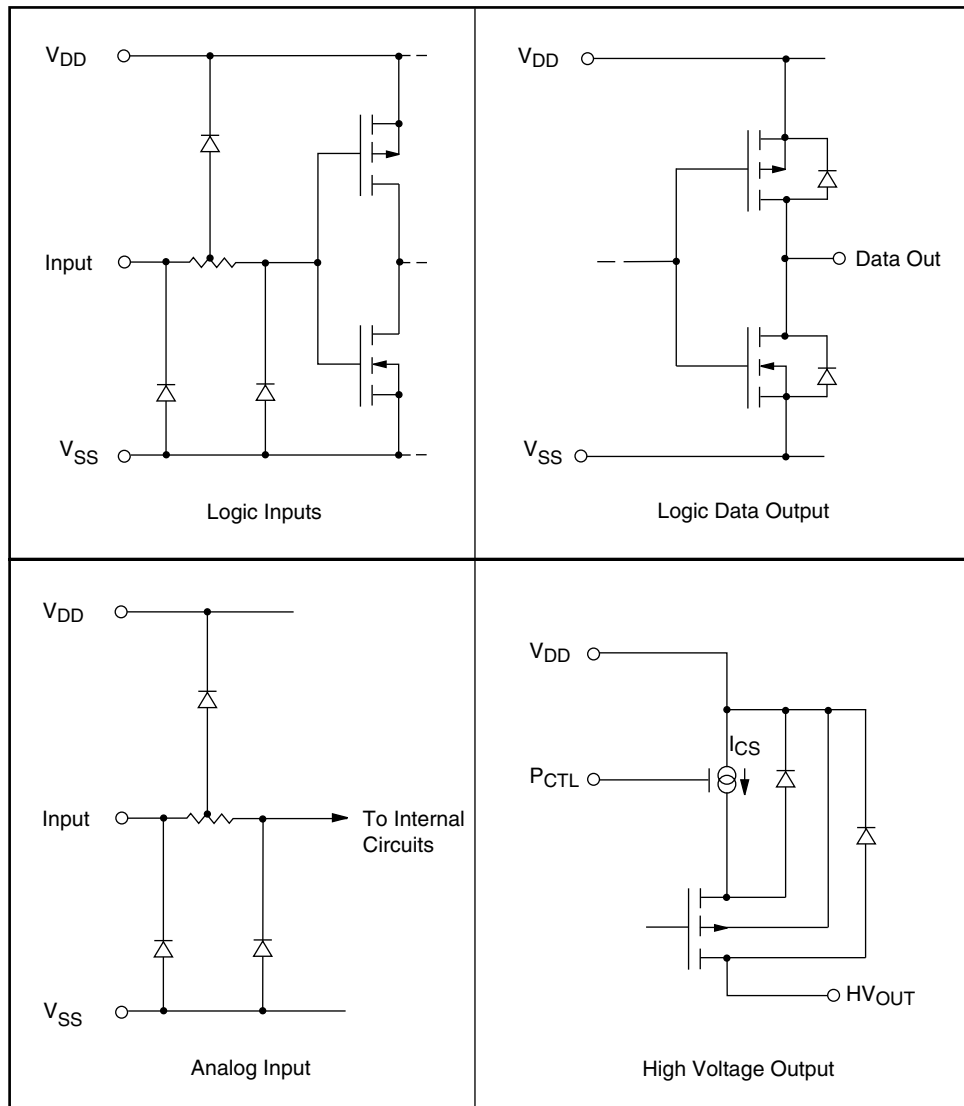 VDD
Input
VSS
Logic Inputs
VDD
Data Out
VSS
Logic Data Output
VDD
Input
To Internal
Circuits
VSS
Analog Input
VDD
ICS
PCTL
HVOUT
High Voltage Output